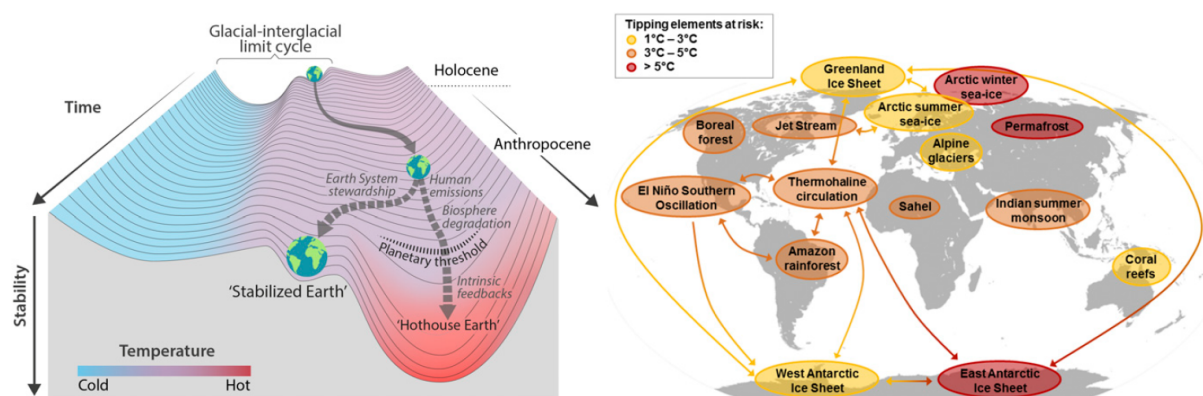 Glacial-interglacial
limit cycle
Holocene
Time
Anthropocene
Earth System
stewardship
Human
emissions
Biosphere
degradation
Planetary threshold
Stability
'Stabilized Earth'
Intrinsic
feedbacks
'Hothouse Earth'
Temperature
Cold
Hot
Tipping elements at risk:
1°C – 3°C
3°C – 5°C
> 5°C
Greenland
Ice Sheet
Arctic winter
sea-ice
Arctic summer
sea-ice
Boreal
forest
Jet Stream
Permafrost
Alpine
glaciers
El Niño Southern
Oscillation
Thermohaline
circulation
Sahel
Indian summer
monsoon
Amazon
rainforest
Coral
reefs
West Antarctic
Ice Sheet
East Antarctic
Ice Sheet